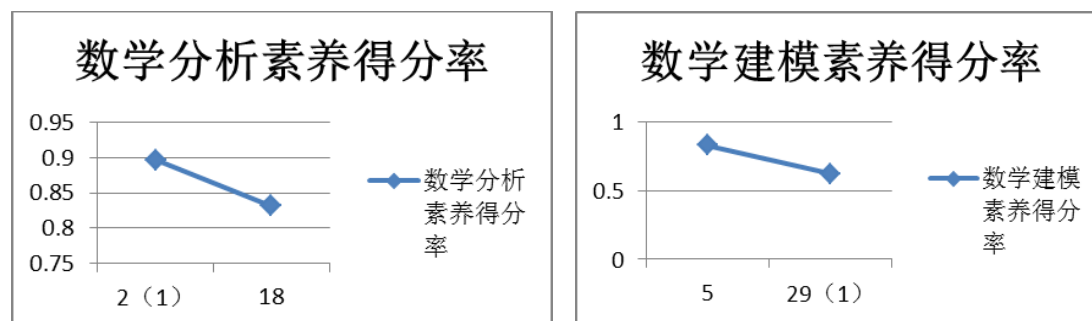 数学分析素养得分率
0.95
0.9
0.85
0.8
0.75
2（1）
18
数学分析
素养得分
率
数学建模素养得分率
1
0.5
0
5
29（1）
数学建模
素养得分
率